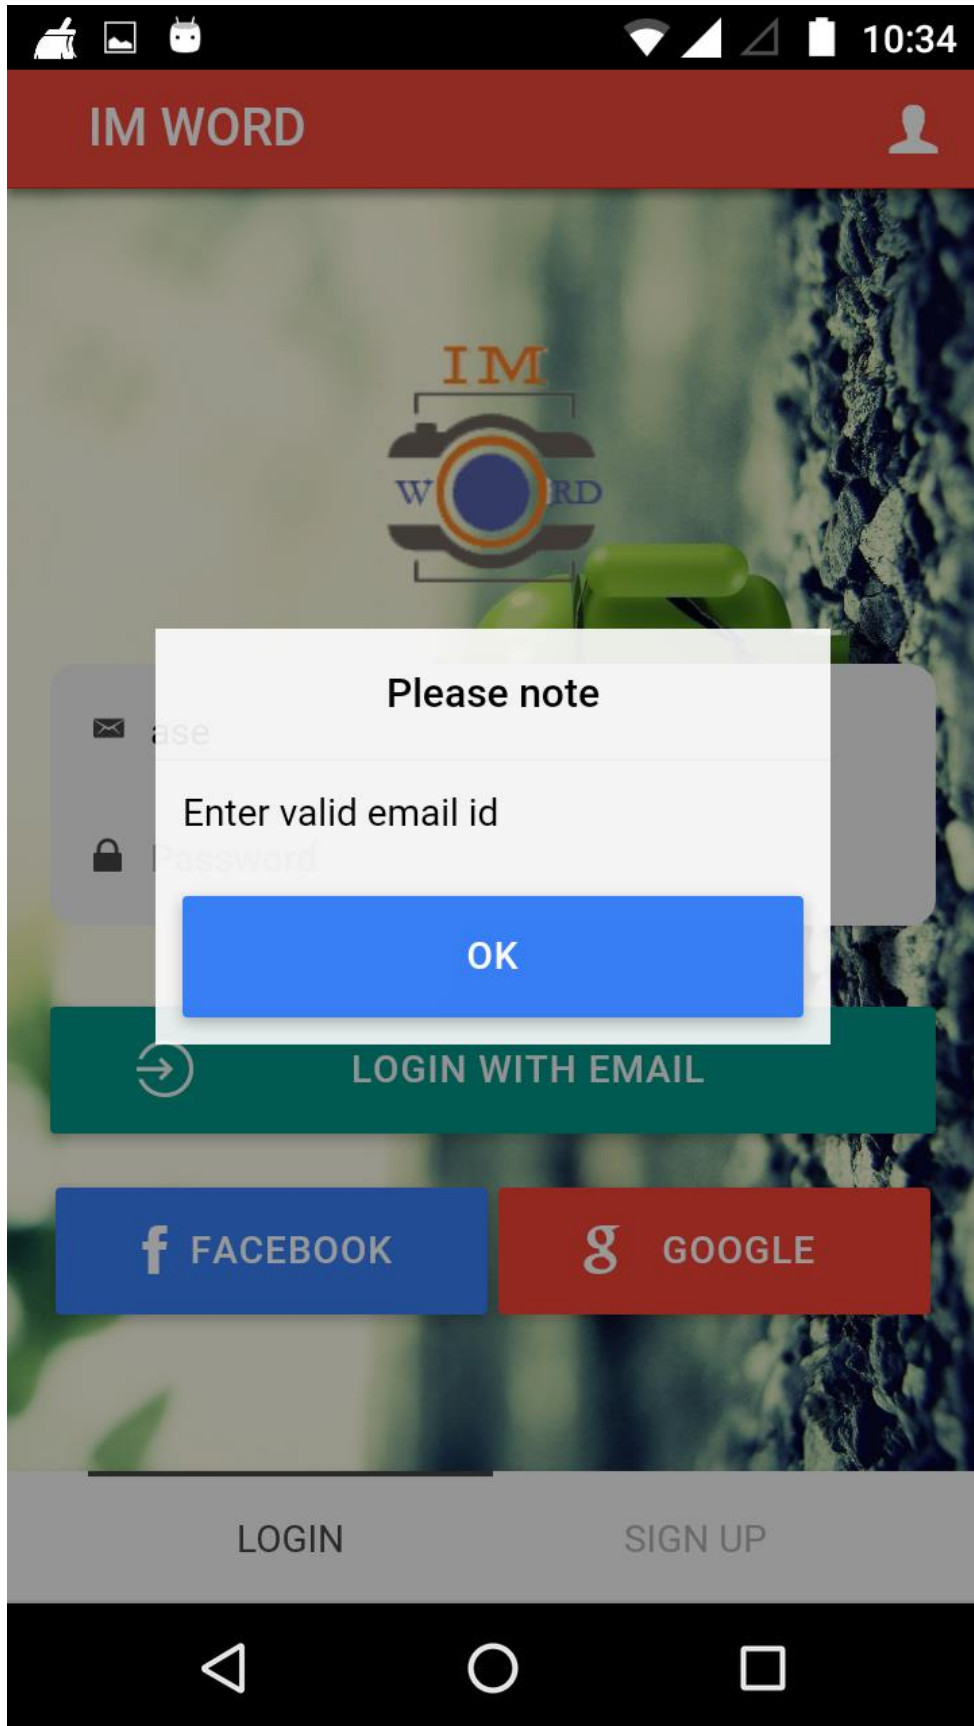 10:34
IM WORD
IM
W RD
Please note
ase
Enter valid email id
Password
OK
LOGIN WITH EMAIL
f FACEBOOK
g GOOGLE
LOGIN
SIGN UP